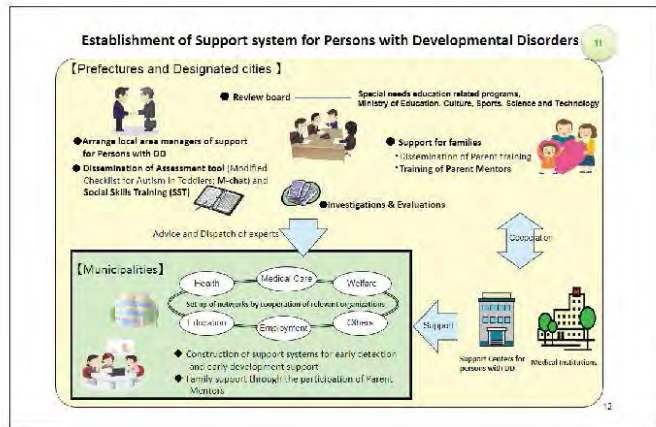 Establishment of Support system for Persons with Developmental Disorders
11
【Prefectures and Designated cities 】
●Review board
Special needs education related programs,
Ministry of Education, Culture, Sports, Science and Technology
●Arrange local area managers of support
for Persons with DD
●Dissemination of Assessment tool (Modified
Checklist for Autism in Toddlers; M-chat) and
Social Skills Training (SST)
●Support for families
・Dissemination of Parent training
・Training of Parent Mentors
●Investigations & Evaluations
Advice and Dispatch of experts
Cooperation
【Municipalities】
Health
Medical Care
Welfare
Set up of networks by cooperation of relevant organizations
Education
Employment
Others
◆ Construction of support systems for early detection
and early development support
◆ Family support through the participation of Parent
Mentors
Support
Support Centers for
persons with DD
Medical Institutions
12